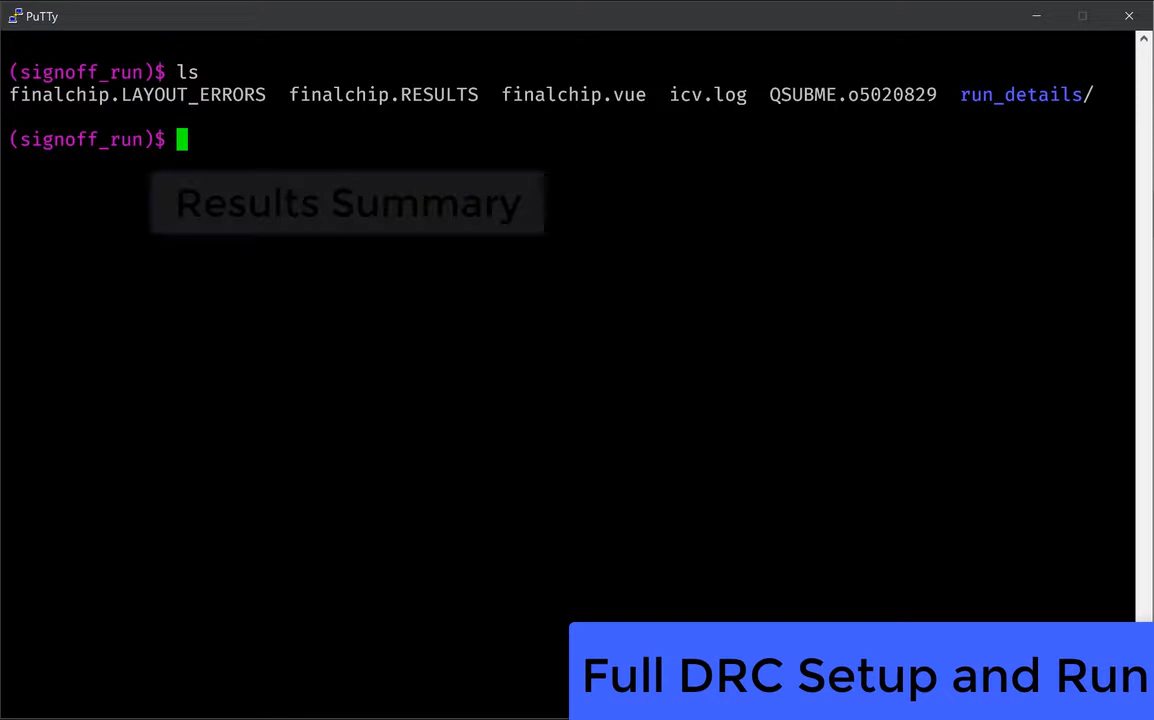 PuTTy
(signoff_run)$ ls
finalchip.LAYOUT_ERRORS finalchip.RESULTS finalchip.vue icv.log QSUBME.o5020829 run_details/
(signoff_run)$
Results Summary
Full DRC Setup and Run